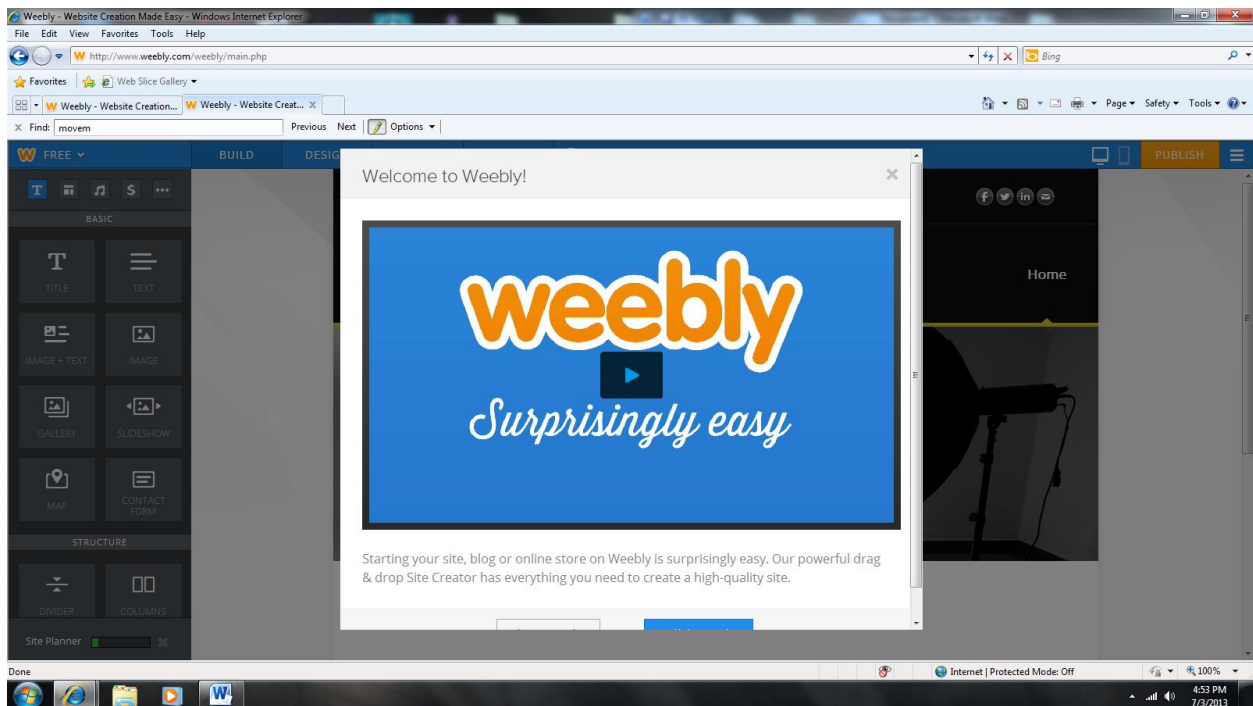 Weebly - Website Creation Made Easy - Windows Internet Explorer
File Edit View Favorites Tools Help
http://www.weebly.com/weebly/main.php
Bing
Favorites Web Slice Gallery
Weebly - Website Creation... Weebly - Website Creat... X
Page Safety Tools
X Find: movem Previous Next Options
W FREE BUILD DESIG PUBLISH
Welcome to Weebly!
T $
BASIC
TITLE TEXT
IMAGE + TEXT IMAGE
GALLERY SLIDESHOW
MAP CONTACT
FORM
STRUCTURE
DIVIDER COLUMNS
Site Planner
f in
Home
weebly
Surprisingly easy
Starting your site, blog or online store on Weebly is surprisingly easy. Our powerful drag
& drop Site Creator has everything you need to create a high-quality site.
Done Internet | Protected Mode: Off 100%
4:53 PM
7/3/2013